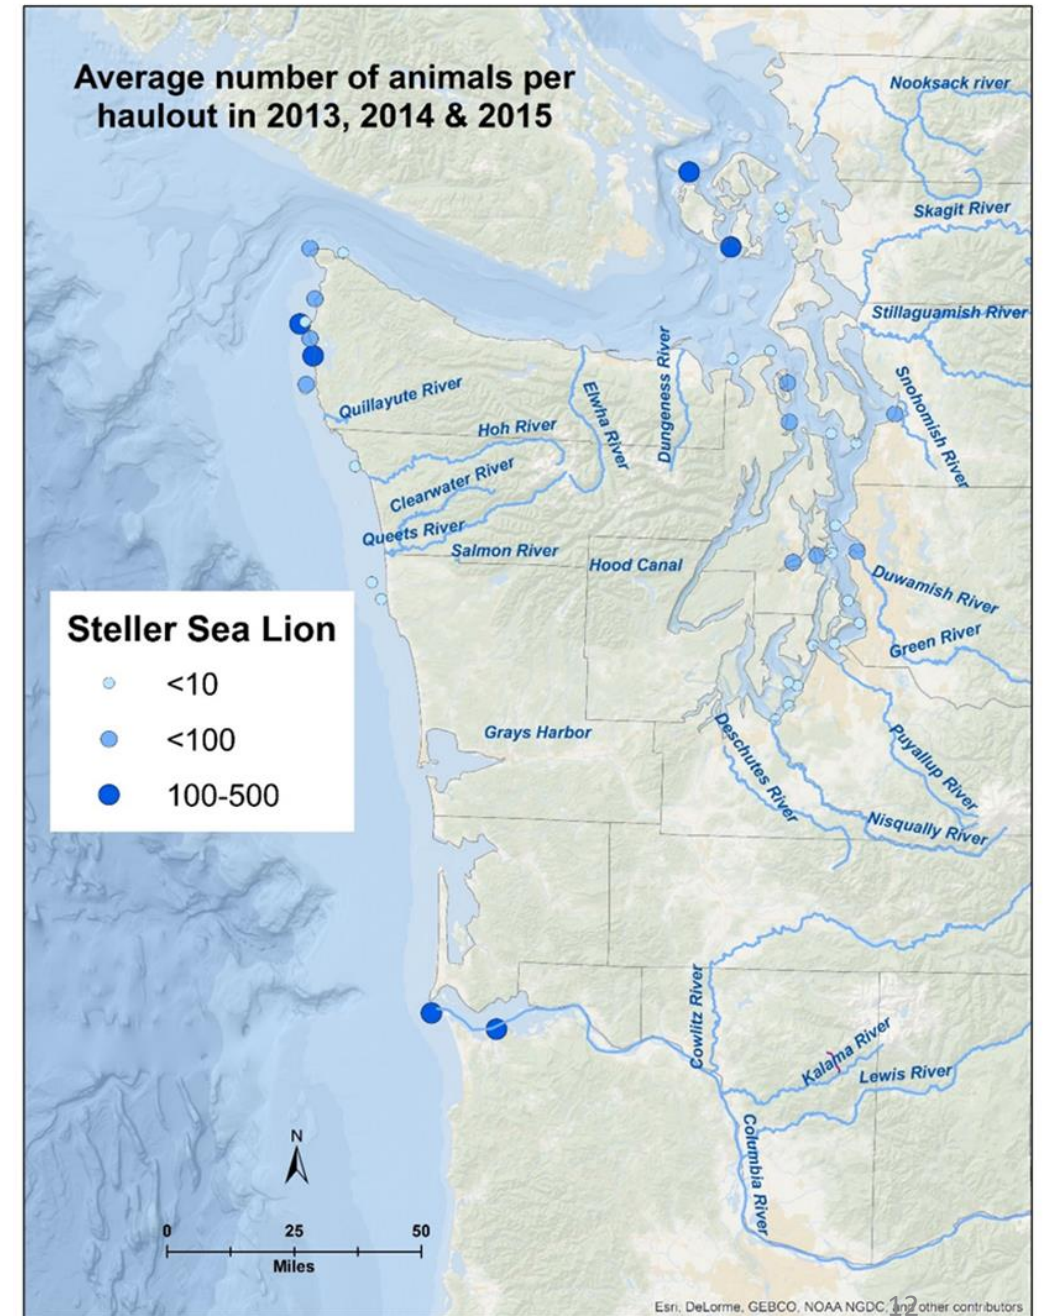 Average number of animals per
haulout in 2013, 2014 & 2015
Nooksack river
Skagit River
Stillaguamish River
Snohomish River
Dungeness River
Elwha River
Quillayute River
Hoh River
Clearwater River
Queets River
Salmon River
Hood Canal
Duwamish River
Green River
Steller Sea Lion
<10
<100
100-500
Grays Harbor
Deschutes River
Puyallup River
Nisqually River
Cowlitz River
Kalama River
Lewis River
Columbia River
N
0 25 50
Miles
Esri, DeLorme, GEBCO, NOAA NGDC, and other contributors
12